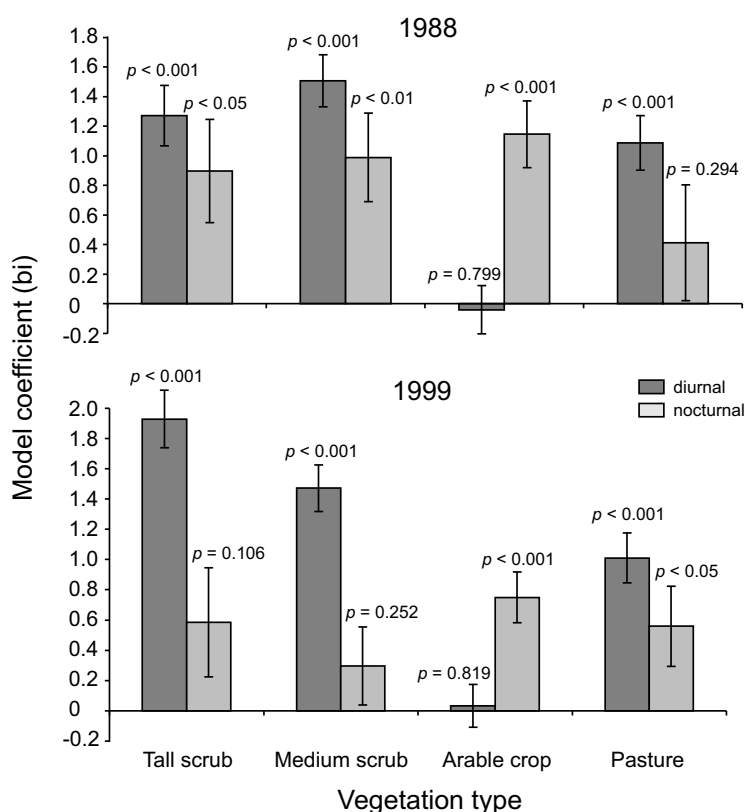 1988
1.8
1.6
1.4
1.2
1.0
0.8
0.6
0.4
0.2
0
-0.2
p < 0.001
p < 0.05
p < 0.001
p < 0.01
p = 0.799
p < 0.001
p < 0.001
p = 0.294
Model coefficient (bi)
1999
diurnal
nocturnal
2.0
1.8
1.6
1.4
1.2
1.0
0.8
0.6
0.4
0.2
0
-0.2
p < 0.001
p = 0.106
p < 0.001
p = 0.252
p = 0.819
p < 0.001
p < 0.001
p < 0.05
Tall scrub Medium scrub Arable crop Pasture
Vegetation type